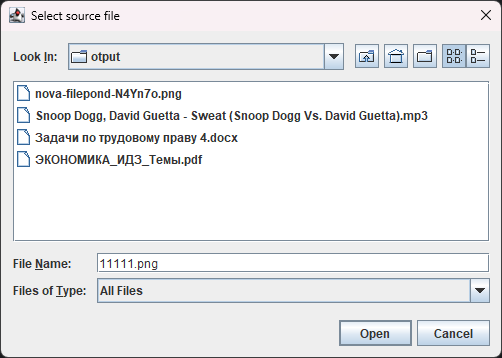 Select source file
Look In: otput
nova-filepond-N4Yn7o.png
Snoop Dogg, David Guetta - Sweat (Snoop Dogg Vs. David Guetta).mp3
Задачи по трудовому праву 4.docx
ЭКОНОМИКА_ИДЗ_Темы.pdf
File Name: 11111.png
Files of Type: All Files
Open Cancel